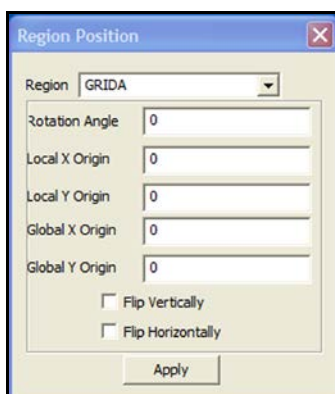 Region Position
Region GRIDA
Rotation Angle 0
Local X Origin 0
Local Y Origin 0
Global X Origin 0
Global Y Origin 0
Flip Vertically
Flip Horizontally
Apply